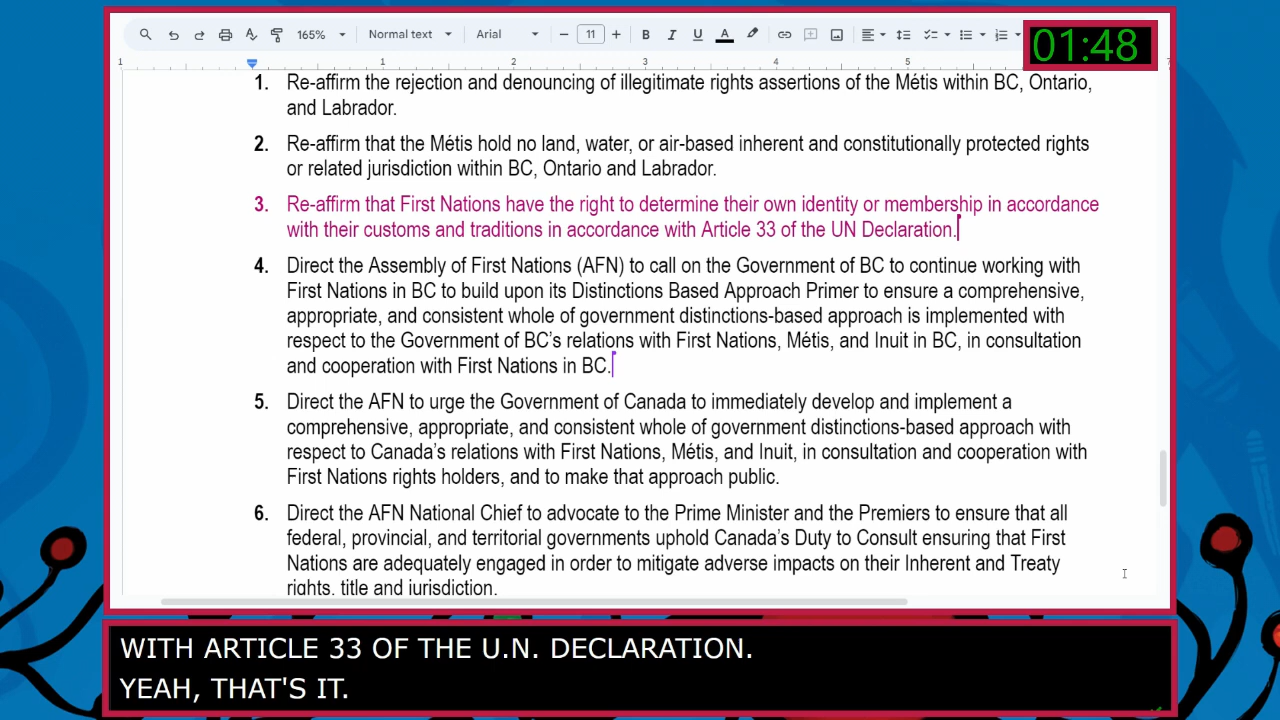 165%
Normal text
Arial
11
B
I
U
A
01:48
1
1
2
3
4
5
1. Re-affirm the rejection and denouncing of illegitimate rights assertions of the Métis within BC, Ontario,
and Labrador.
2. Re-affirm that the Métis hold no land, water, or air-based inherent and constitutionally protected rights
or related jurisdiction within BC, Ontario and Labrador.
3. Re-affirm that First Nations have the right to determine their own identity or membership in accordance
with their customs and traditions in accordance with Article 33 of the UN Declaration.
4. Direct the Assembly of First Nations (AFN) to call on the Government of BC to continue working with
First Nations in BC to build upon its Distinctions Based Approach Primer to ensure a comprehensive,
appropriate, and consistent whole of government distinctions-based approach is implemented with
respect to the Government of BC’s relations with First Nations, Métis, and Inuit in BC, in consultation
and cooperation with First Nations in BC.
5. Direct the AFN to urge the Government of Canada to immediately develop and implement a
comprehensive, appropriate, and consistent whole of government distinctions-based approach with
respect to Canada’s relations with First Nations, Métis, and Inuit, in consultation and cooperation with
First Nations rights holders, and to make that approach public.
6. Direct the AFN National Chief to advocate to the Prime Minister and the Premiers to ensure that all
federal, provincial, and territorial governments uphold Canada’s Duty to Consult ensuring that First
Nations are adequately engaged in order to mitigate adverse impacts on their Inherent and Treaty
rights, title and jurisdiction.
WITH ARTICLE 33 OF THE U.N. DECLARATION.
YEAH, THAT'S IT.